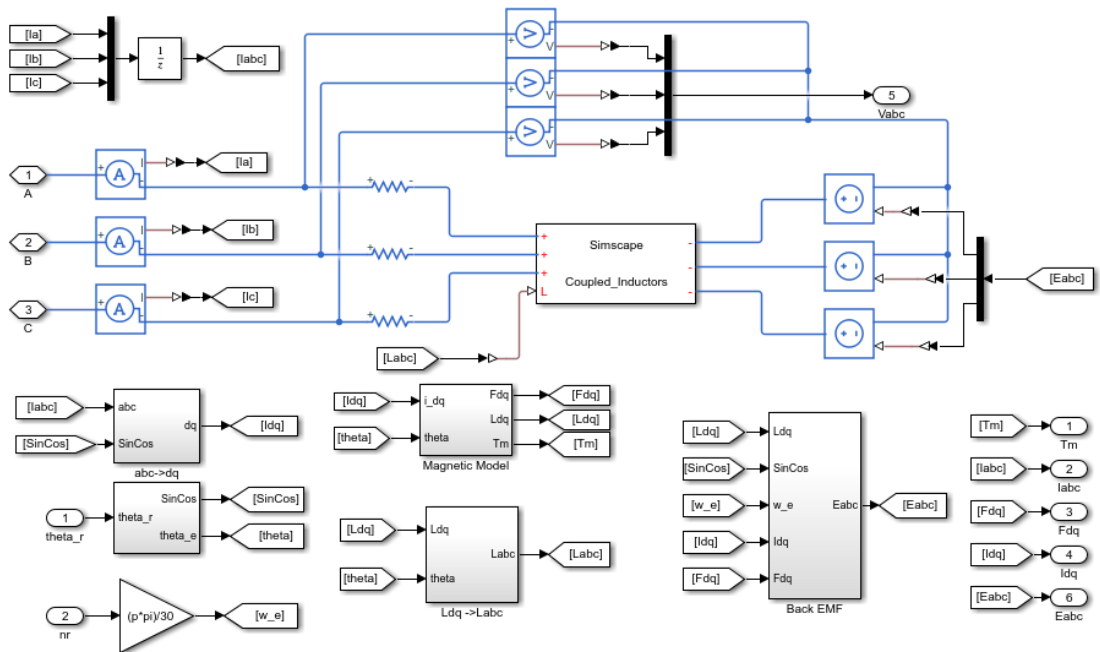 [Ia]
[Ib]
[Ic]
1
z
[Iabc]
+ - V
+ - V
+ - V
5
Vabc
1
A
+ A I -
[Ia]
+ -
2
B
+ A I -
[Ib]
+ -
3
C
+ A I -
[Ic]
+ -
+ Simscape -
+ -
+ Coupled_Inductors -
L
[Labc]
[Eabc]
[Iabc]
[SinCos]
abc
SinCos
dq
abc->dq
[Idq]
[Idq]
[theta]
i_dq
theta
Fdq
Ldq
Tm
Magnetic Model
[Fdq]
[Ldq]
[Tm]
1
theta_r
theta_r
SinCos
theta_e
[SinCos]
[theta]
[Ldq]
[theta]
Ldq
theta
Labc
Ldq ->Labc
[Labc]
2
nr
(p*pi)/30
[w_e]
[Ldq]
[SinCos]
[w_e]
[Idq]
[Fdq]
Ldq
SinCos
w_e
Idq
Fdq
Eabc
Back EMF
[Eabc]
[Tm]
1
Tm
[Iabc]
2
Iabc
[Fdq]
3
Fdq
[Idq]
4
Idq
[Eabc]
6
Eabc